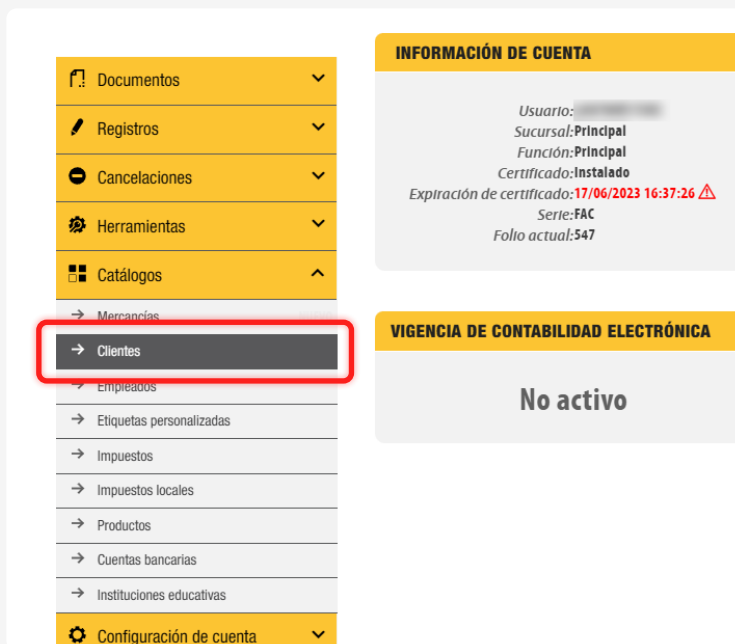 Documentos
Registros
Cancelaciones
Herramientas
Catálogos
Mercancías
Clientes
Empleados
Etiquetas personalizadas
Impuestos
Impuestos locales
Productos
Cuentas bancarias
Instituciones educativas
Configuración de cuenta
INFORMACIÓN DE CUENTA
Usuario:
Sucursal:Principal
Función:Principal
Certificado:Instalado
Expiración de certificado:17/06/2023 16:37:26
Serie:FAC
Folio actual:547
VIGENCIA DE CONTABILIDAD ELECTRÓNICA
No activo